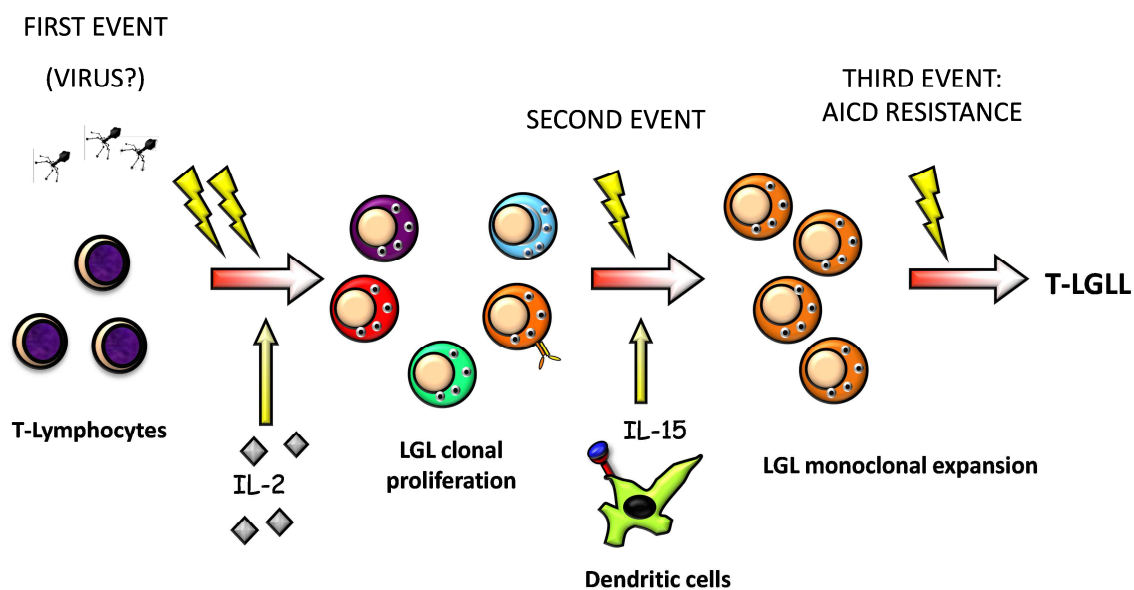 FIRST EVENT
(VIRUS?)
SECOND EVENT
THIRD EVENT:
AICD RESISTANCE
T-LGLL
T-Lymphocytes
IL-2
LGL clonal
proliferation
IL-15
Dendritic cells
LGL monoclonal expansion